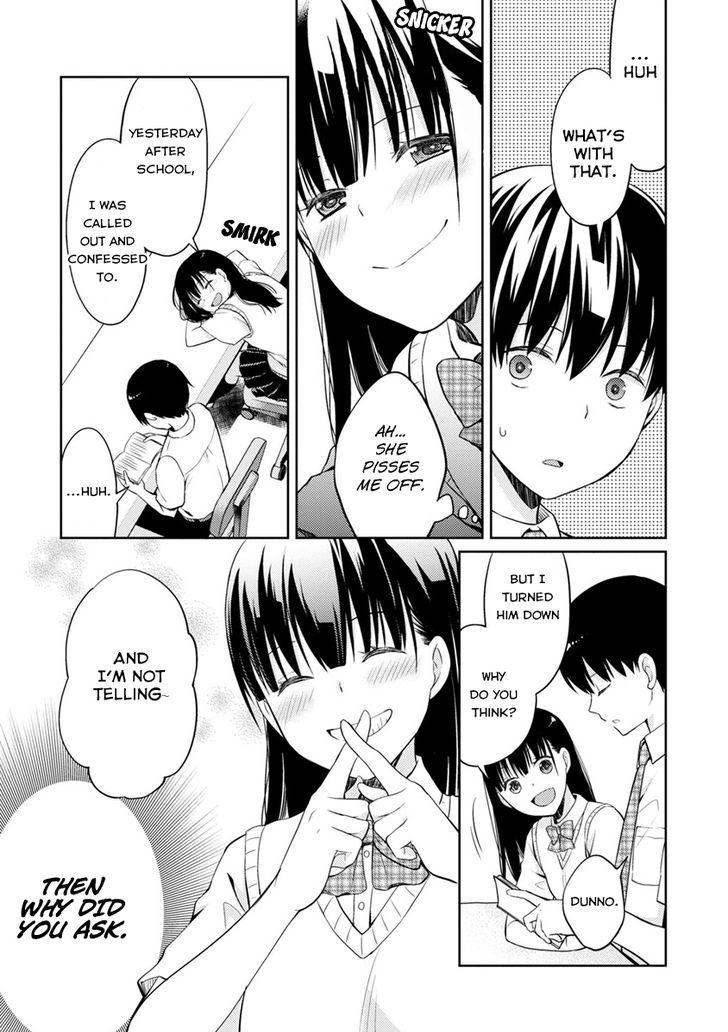 ...
HUH
WHAT'S
WITH
THAT.
SNICKER
AH...
SHE
PISSES
ME OFF.
YESTERDAY
AFTER
SCHOOL,
I WAS
CALLED
OUT AND
CONFESSED
TO.
SMIRK
...HUH.
BUT I
TURNED
HIM DOWN
WHY
DO YOU
THINK?
DUNNO.
AND
I'M NOT
TELLING~
THEN
WHY DID
YOU ASK.